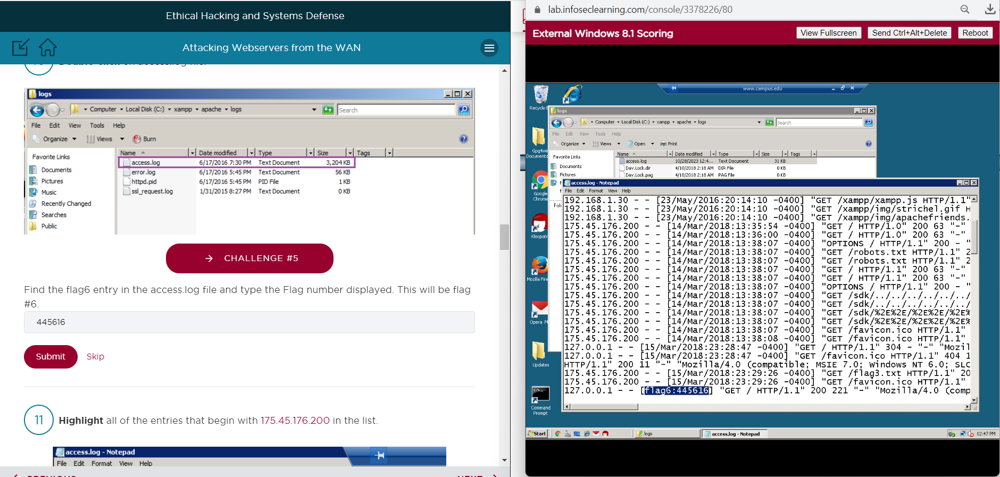 Ethical Hacking and Systems Defense
Attacking Webservers from the WAN
logs
Computer Local Disk (C:) xampp apache logs
Search
File Edit View Tools Help
Organize Views Burn
Favorite Links
Documents
Pictures
Music
Recently Changed
Searches
Public
Name Date modified Type Size Tags
access.log 6/17/2016 7:30 PM Text Document 3,204 KB
error.log 6/17/2016 5:45 PM Text Document 56 KB
httpd.pid 6/17/2016 5:45 PM PID File 1 KB
ssl_request.log 1/31/2015 8:27 PM Text Document 0 KB
→ CHALLENGE #5
Find the flag6 entry in the access.log file and type the Flag number displayed. This will be flag
#6.
445616
Submit Skip
11 Highlight all of the entries that begin with 175.45.176.200 in the list.
access.log - Notepad
File Edit Format View Help
lab.infoseclearning.com/console/3378226/80
External Windows 8.1 Scoring
View Fullscreen Send Ctrl+Alt+Delete Reboot
www.campus.edu
Recycle
Gpg4win
Documenta
Google
Chrome
Kleopatr
Mozilla Fire
Opera M
Updates
Command
Prompt
logs
Computer Local Disk (C:) xampp apache logs
Search
File Edit View Tools Help
Organize Views Open Print
Favorite Links
Documents
Pictures
Name Date modified Type Size Tags
access.log 10/28/2023 12:4... Text Document 31 KB
Dav.Lock.dir 4/10/2018 2:18 AM DIR File 0 KB
Dav.Lock.pag 4/10/2018 2:18 AM PAG File 0 KB
access.log - Notepad
File Edit Format View Help
192.168.1.30 - - [23/May/2016:20:14:10 -0400] "GET /xampp/xampp.js HTTP/1.1"
192.168.1.30 - - [23/May/2016:20:14:10 -0400] "GET /xampp/img/strichel.gif H
192.168.1.30 - - [23/May/2016:20:14:10 -0400] "GET /xampp/img/apachefriends.
175.45.176.200 - - [14/Mar/2018:13:35:54 -0400] "GET / HTTP/1.0" 200 63 "-"
175.45.176.200 - - [14/Mar/2018:13:36:00 -0400] "GET / HTTP/1.0" 200 63 "-"
175.45.176.200 - - [14/Mar/2018:13:38:07 -0400] "OPTIONS / HTTP/1.1" 200 - "
175.45.176.200 - - [14/Mar/2018:13:38:07 -0400] "GET /robots.txt HTTP/1.1" 2
175.45.176.200 - - [14/Mar/2018:13:38:07 -0400] "GET /robots.txt HTTP/1.1" 2
175.45.176.200 - - [14/Mar/2018:13:38:07 -0400] "GET / HTTP/1.1" 200 63 "-"
175.45.176.200 - - [14/Mar/2018:13:38:07 -0400] "GET / HTTP/1.1" 200 63 "-"
175.45.176.200 - - [14/Mar/2018:13:38:07 -0400] "OPTIONS / HTTP/1.1" 200 - "
175.45.176.200 - - [14/Mar/2018:13:38:07 -0400] "GET /sdk/../../../../../
175.45.176.200 - - [14/Mar/2018:13:38:07 -0400] "GET /sdk/../../../../../
175.45.176.200 - - [14/Mar/2018:13:38:07 -0400] "GET /sdk/%2E%2E/%2E%2E/%2E%
175.45.176.200 - - [14/Mar/2018:13:38:07 -0400] "GET /sdk/%2E%2E/%2E%2E/%2E%
175.45.176.200 - - [14/Mar/2018:13:38:07 -0400] "GET /favicon.ico HTTP/1.1"
175.45.176.200 - - [14/Mar/2018:13:38:08 -0400] "GET /favicon.ico HTTP/1.1"
127.0.0.1 - - [15/Mar/2018:23:28:47 -0400] "GET / HTTP/1.1" 304 - "-" "Mozil
127.0.0.1 - - [15/Mar/2018:23:28:47 -0400] "GET /favicon.ico HTTP/1.1" 404 1
HTTP/1.1" 200 11 "-" "Mozilla/4.0 (compatible; MSIE 7.0; Windows NT 6.0; SLC
175.45.176.200 - - [15/Mar/2018:23:29:26 -0400] "GET /flag3.txt HTTP/1.1" 20
175.45.176.200 - - [15/Mar/2018:23:29:26 -0400] "GET /favicon.ico HTTP/1.1"
127.0.0.1 - - [flag6:445616] "GET / HTTP/1.1" 200 221 "-" "Mozilla/4.0 (comp
Start logs access.log - Notepad 12:47 PM